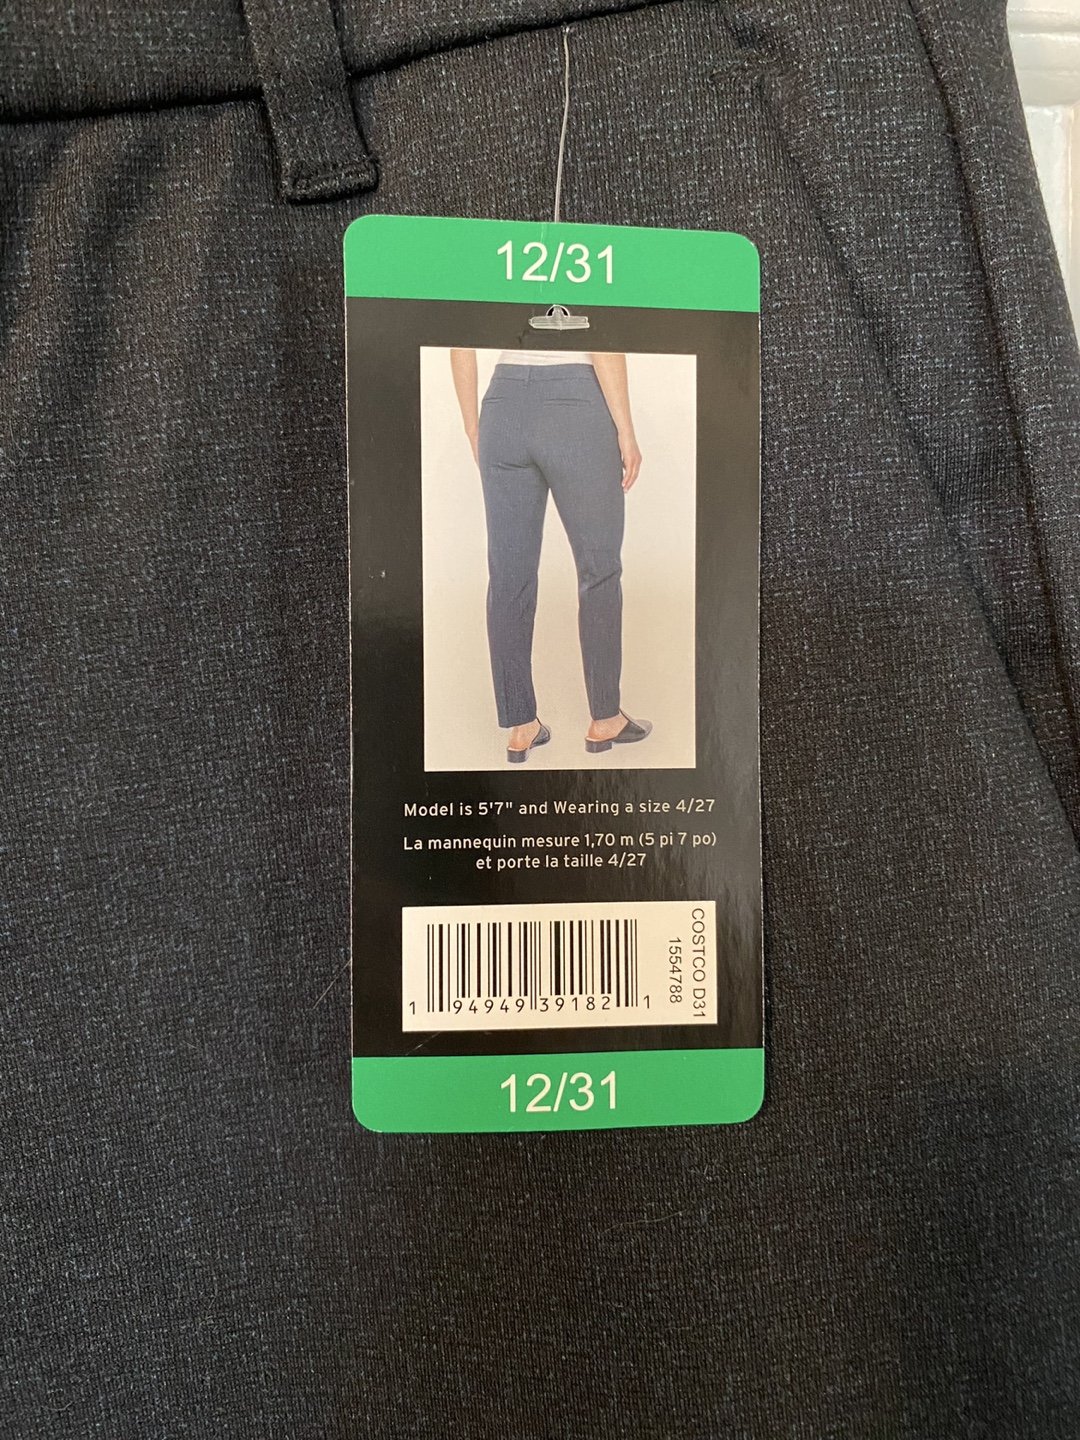 12/31
Model is 5'7" and Wearing a size 4/27
La mannequin mesure 1,70 m (5 pi 7 po)
et porte la taille 4/27
1 94949 39182 1
COSTCO D31
1554788
12/31